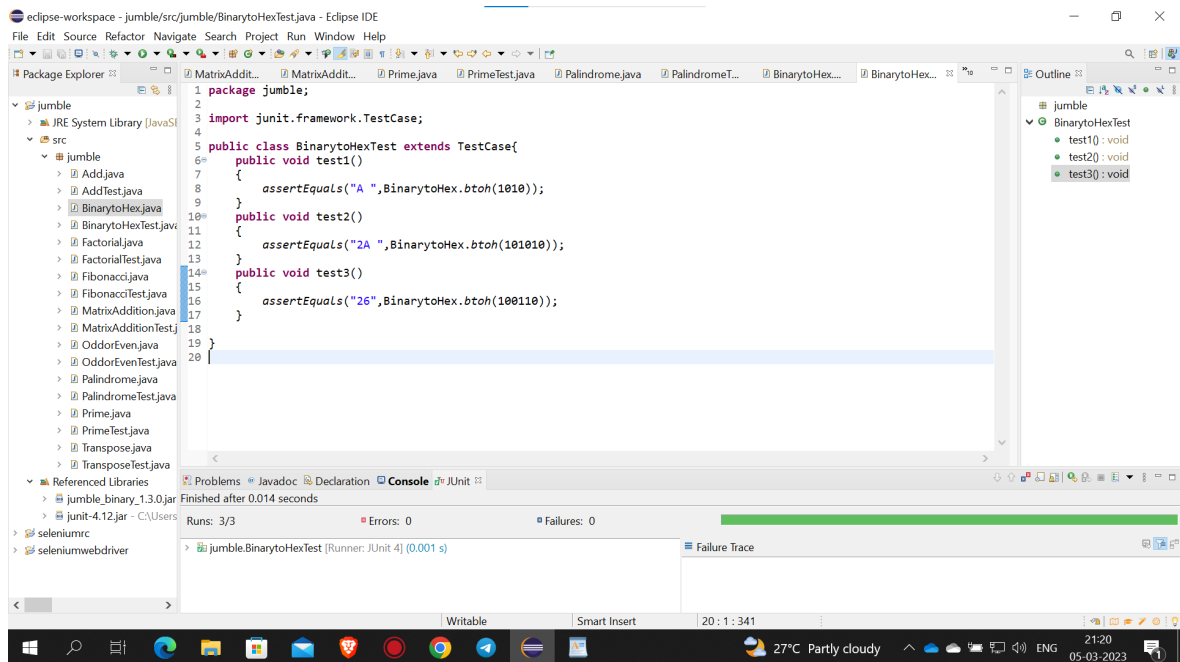 eclipse-workspace - jumble/src/jumble/BinarytoHexTest.java - Eclipse IDE
File Edit Source Refactor Navigate Search Project Run Window Help
Package Explorer
jumble
JRE System Library [JavaSE
src
jumble
Add.java
AddTest.java
BinarytoHex.java
BinarytoHexTest.java
Factorial.java
FactorialTest.java
Fibonacci.java
FibonacciTest.java
MatrixAddition.java
MatrixAdditionTest.j
OddorEven.java
OddorEvenTest.java
Palindrome.java
PalindromeTest.java
Prime.java
PrimeTest.java
Transpose.java
TransposeTest.java
Referenced Libraries
jumble_binary_1.3.0.jar
junit-4.12.jar - C:\Users
seleniumrc
seleniumwebdriver
MatrixAddit... MatrixAddit... Prime.java PrimeTest.java Palindrome.java PalindromeT... BinarytoHex.... BinarytoHex... »10
1 package jumble;
2
3 import junit.framework.TestCase;
4
5 public class BinarytoHexTest extends TestCase{
6 public void test1()
7 {
8 assertEquals("A ",BinarytoHex.btoh(1010));
9 }
10 public void test2()
11 {
12 assertEquals("2A ",BinarytoHex.btoh(101010));
13 }
14 public void test3()
15 {
16 assertEquals("26",BinarytoHex.btoh(100110));
17 }
18
19 }
20
Outline
jumble
BinarytoHexTest
test1() : void
test2() : void
test3() : void
Problems Javadoc Declaration Console JUnit
Finished after 0.014 seconds
Runs: 3/3 Errors: 0 Failures: 0
jumble.BinarytoHexTest [Runner: JUnit 4] (0.001 s)
Failure Trace
Writable Smart Insert 20 : 1 : 341
27°C Partly cloudy ENG 21:20
05-03-2023 1